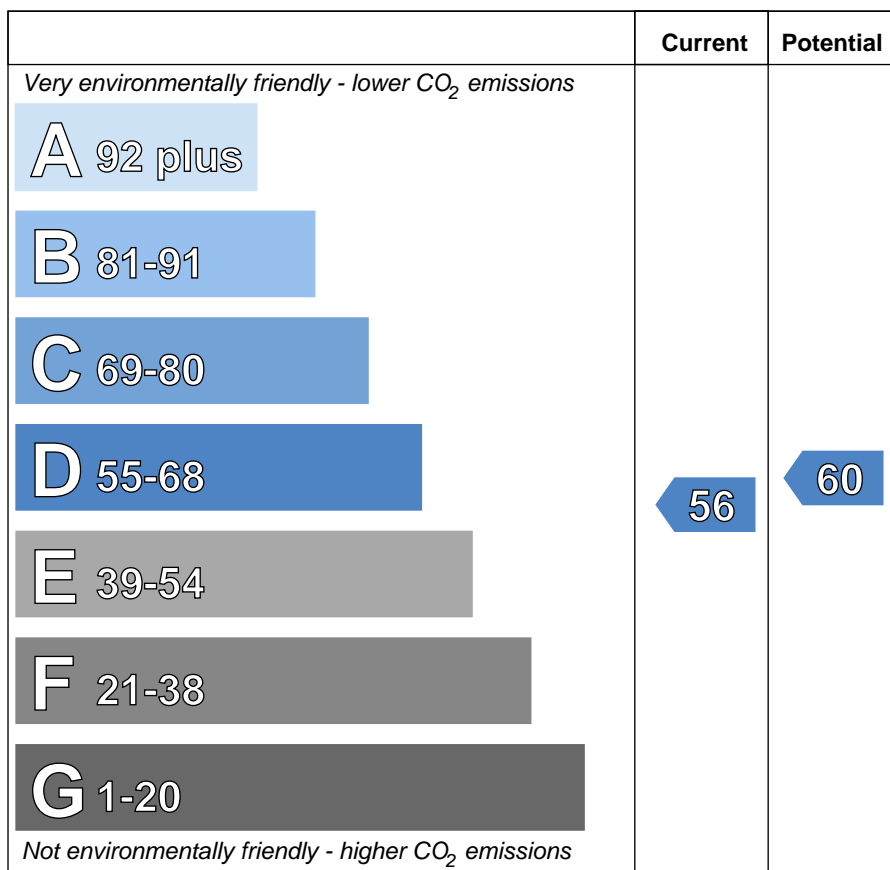 Current Potential
Very environmentally friendly - lower CO2 emissions
A 92 plus
B 81-91
C 69-80
D 55-68
56
60
E 39-54
F 21-38
G 1-20
Not environmentally friendly - higher CO2 emissions